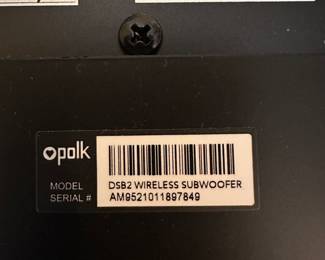 polk
MODEL DSB2 WIRELESS SUBWOOFER
SERIAL # AM9521011897849